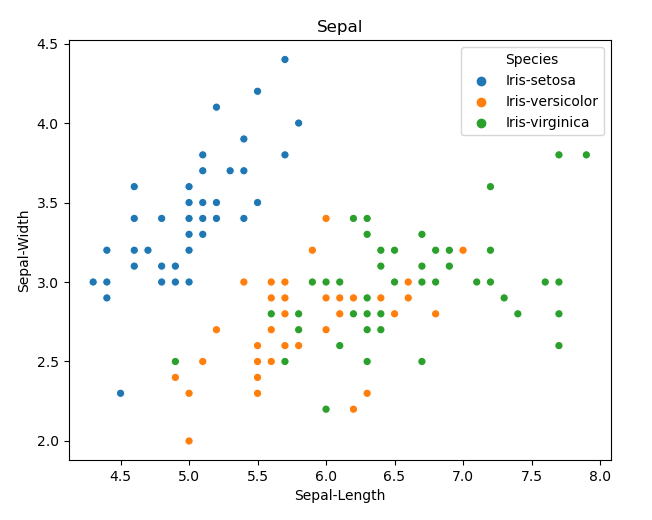 Sepal
4.5
4.0
3.5
3.0
2.5
2.0
Sepal-Width
Species
Iris-setosa
Iris-versicolor
Iris-virginica
4.5 5.0 5.5 6.0 6.5 7.0 7.5 8.0
Sepal-Length